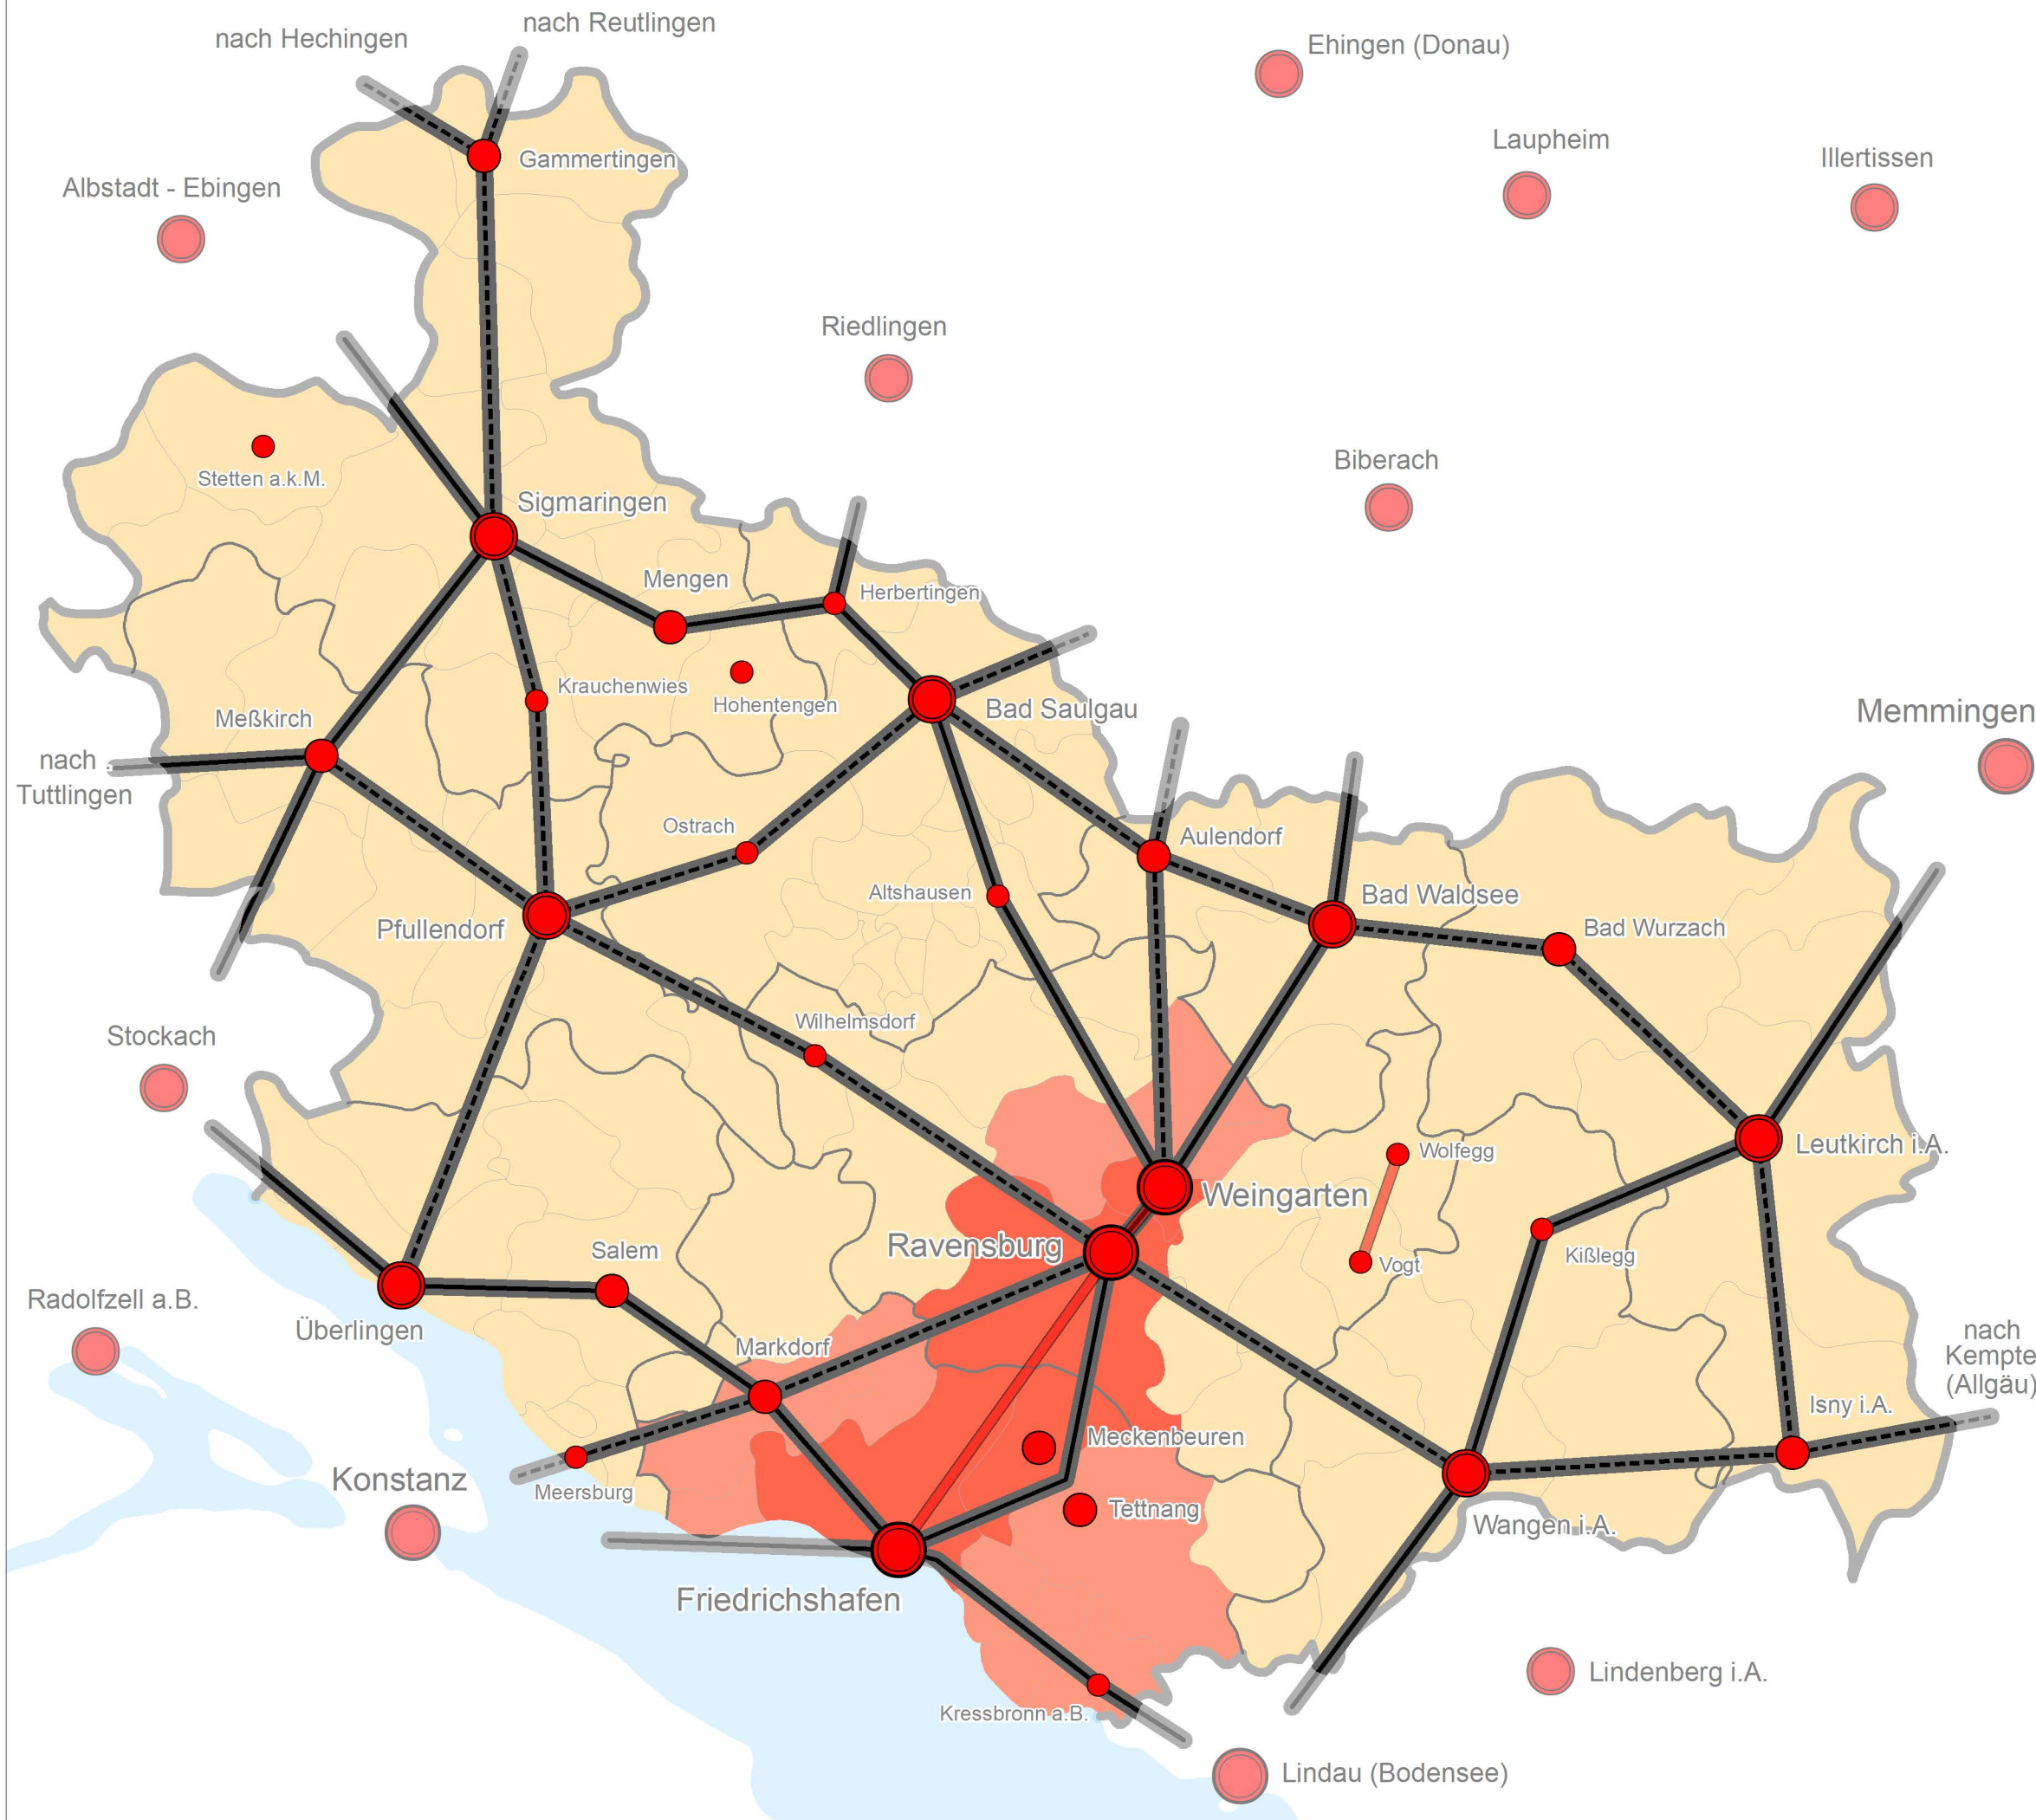 nach Reutlingen
nach Hechingen
Ehingen (Donau)
Laupheim
Illertissen
Gammertingen
Albstadt - Ebingen
Riedlingen
Biberach
Stetten a.k.M.
Sigmaringen
Mengen
Herbertingen
Krauchenwies
Hohentengen
Bad Saulgau
Memmingen
Meßkirch
nach
Tuttlingen
Ostrach
Aulendorf
Altshausen
Bad Waldsee
Bad Wurzach
Pfullendorf
Wilhelmsdorf
Stockach
Leutkirch i.A.
Wolfegg
Weingarten
Ravensburg
Salem
Kißlegg
Vogt
Radolfzell a.B.
Überlingen
Markdorf
nach
Kempte
(Allgäu)
Isny i.A.
Meckenbeuren
Konstanz
Meersburg
Tettnang
Wangen i.A.
Friedrichshafen
Lindenberg i.A.
Kressbronn a.B.
Lindau (Bodensee)